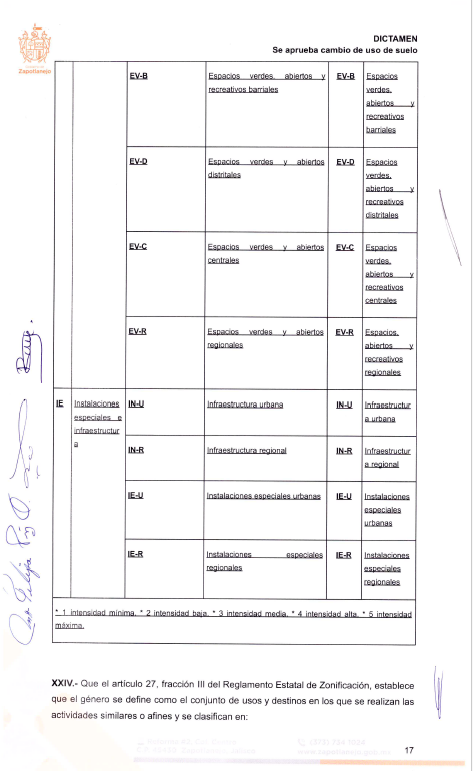 DICTAMEN
Se aprueba cambio de uso de suelo
Zapotlanejo
EV-B Espacios verdes, abiertos y EV-B Espacios
recreativos barriales verdes,
abiertos y
recreativos
barriales
EV-D Espacios verdes y abiertos EV-D Espacios
distritales verdes,
abiertos y
recreativos
distritales
EV-C Espacios verdes y abiertos EV-C Espacios
centrales verdes,
abiertos y
recreativos
centrales
EV-R Espacios verdes y abiertos EV-R Espacios,
regionales abiertos y
recreativos
regionales
IE Instalaciones IN-U Infraestructura urbana IN-U Infraestructur
especiales e a urbana
infraestructur
a IN-R Infraestructura regional IN-R Infraestructur
a regional
IE-U Instalaciones especiales urbanas IE-U Instalaciones
especiales
urbanas
IE-R Instalaciones especiales IE-R Instalaciones
regionales especiales
regionales
* 1 intensidad mínima. * 2 intensidad baja. * 3 intensidad media. * 4 intensidad alta. * 5 intensidad
máxima.
XXIV.- Que el artículo 27, fracción III del Reglamento Estatal de Zonificación, establece
que el género se define como el conjunto de usos y destinos en los que se realizan las
actividades similares o afines y se clasifican en:
17